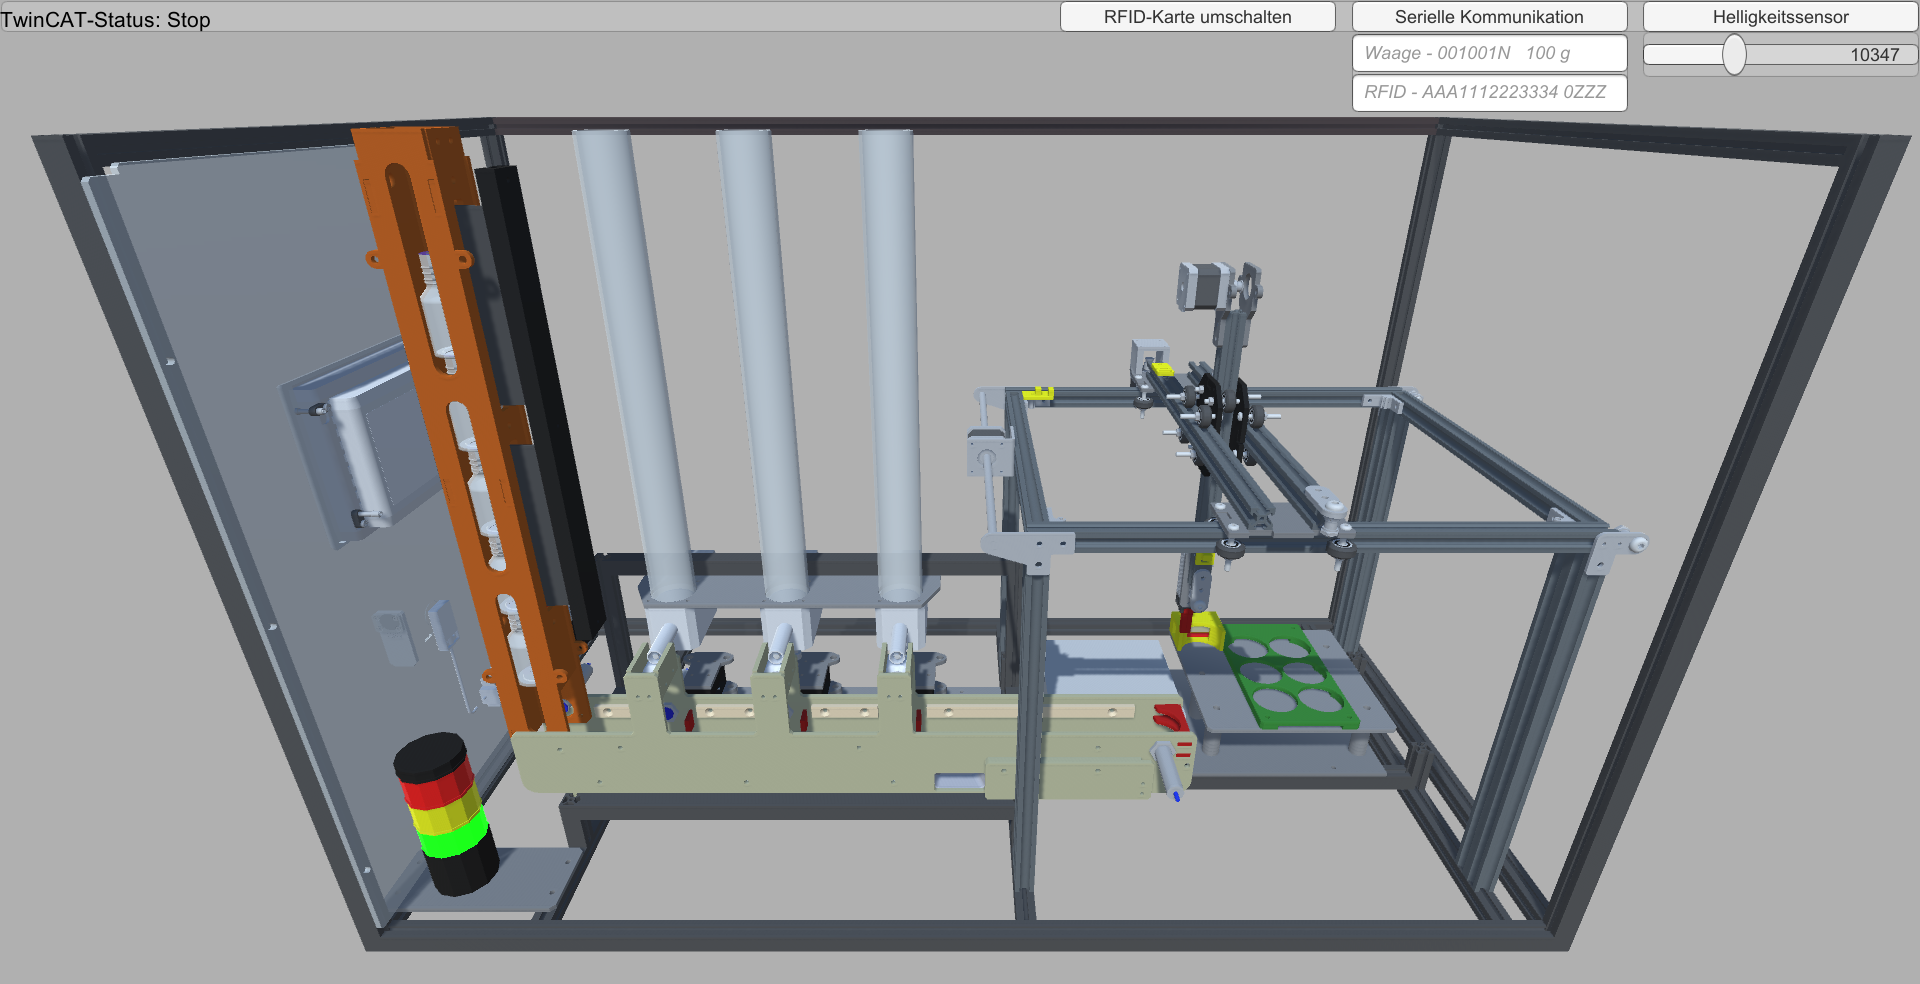 TwinCAT-Status: Stop
RFID-Karte umschalten
Serielle Kommunikation
Waage - 001001N   100 g
RFID - AAA1112223334 0ZZZ
Helligkeitssensor
10347